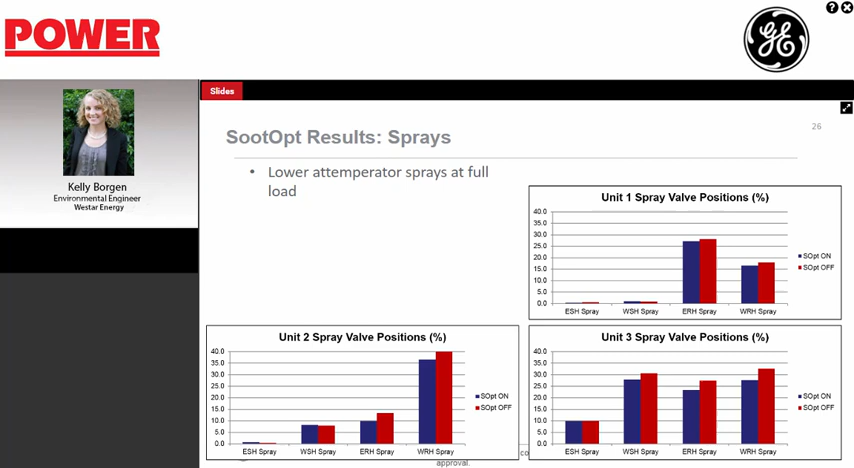 POWER
GE
Slides
Kelly Borgen
Environmental Engineer
Westar Energy
SootOpt Results: Sprays
26
• Lower attemperator sprays at full
load
Unit 1 Spray Valve Positions (%)
40.0
35.0
30.0
25.0
20.0
15.0
10.0
5.0
0.0
ESH Spray WSH Spray ERH Spray WRH Spray
SOpt ON
SOpt OFF
Unit 2 Spray Valve Positions (%)
40.0
35.0
30.0
25.0
20.0
15.0
10.0
5.0
0.0
ESH Spray WSH Spray ERH Spray WRH Spray
SOpt ON
SOpt OFF
Unit 3 Spray Valve Positions (%)
40.0
35.0
30.0
25.0
20.0
15.0
10.0
5.0
0.0
ESH Spray WSH Spray ERH Spray WRH Spray
SOpt ON
SOpt OFF
approval.